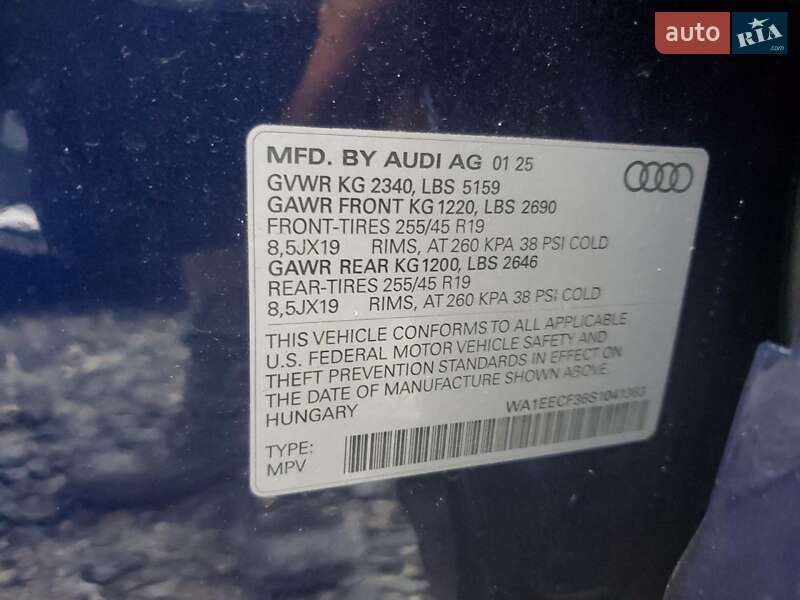 auto RIA
.com
MFD. BY AUDI AG 01 25
GVWR KG 2340, LBS 5159
GAWR FRONT KG 1220, LBS 2690
FRONT-TIRES 255/45 R19
8,5JX19 RIMS, AT 260 KPA 38 PSI COLD
GAWR REAR KG 1200, LBS 2646
REAR-TIRES 255/45 R19
8,5JX19 RIMS, AT 260 KPA 38 PSI COLD
THIS VEHICLE CONFORMS TO ALL APPLICABLE
U.S. FEDERAL MOTOR VEHICLE SAFETY AND
THEFT PREVENTION STANDARDS IN EFFECT ON
THE DATE OF MANUFACTURE SHOWN ABOVE.
HUNGARY
WA1EECF36S1041363
TYPE:
MPV